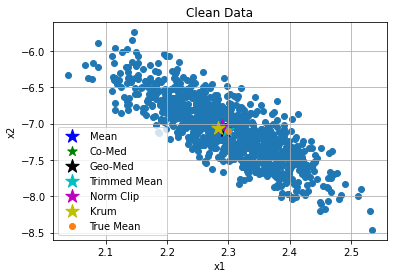 Clean Data
x2
−6.0
−6.5
−7.0
−7.5
−8.0
−8.5
Mean
Co-Med
Geo-Med
Trimmed Mean
Norm Clip
Krum
True Mean
2.1
2.2
2.3
2.4
2.5
x1